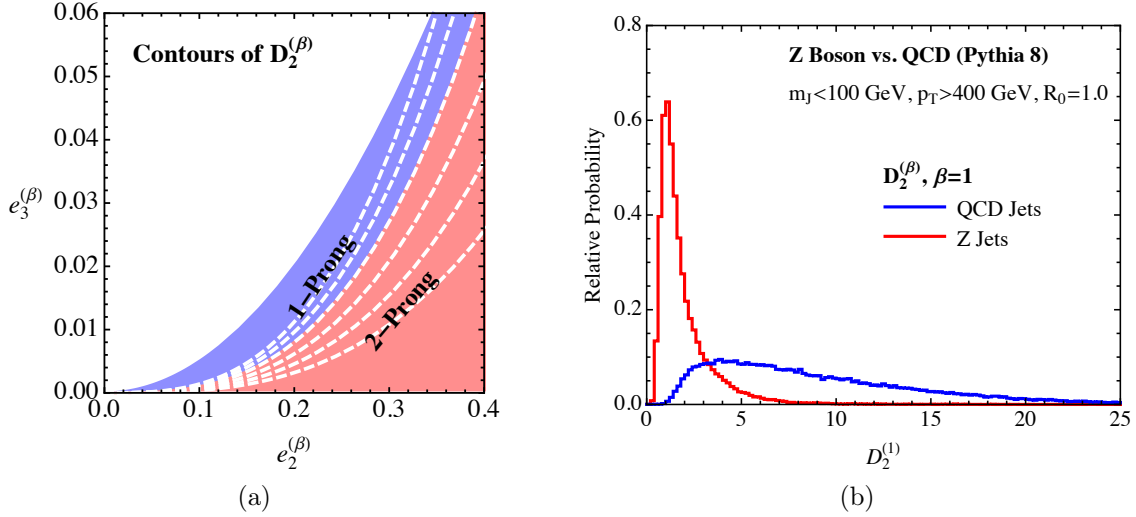 Contours of D₂^(β)
0.06
0.05
0.04
0.03
0.02
0.01
0.00
e₃^(β)
1-Prong
2-Prong
0.0 0.1 0.2 0.3 0.4
e₂^(β)
(a)
Z Boson vs. QCD (Pythia 8)
m_J<100 GeV, p_T>400 GeV, R₀=1.0
D₂^(β), β=1
QCD Jets
Z Jets
Relative Probability
0.8
0.6
0.4
0.2
0.0
0 5 10 15 20 25
D₂^(1)
(b)